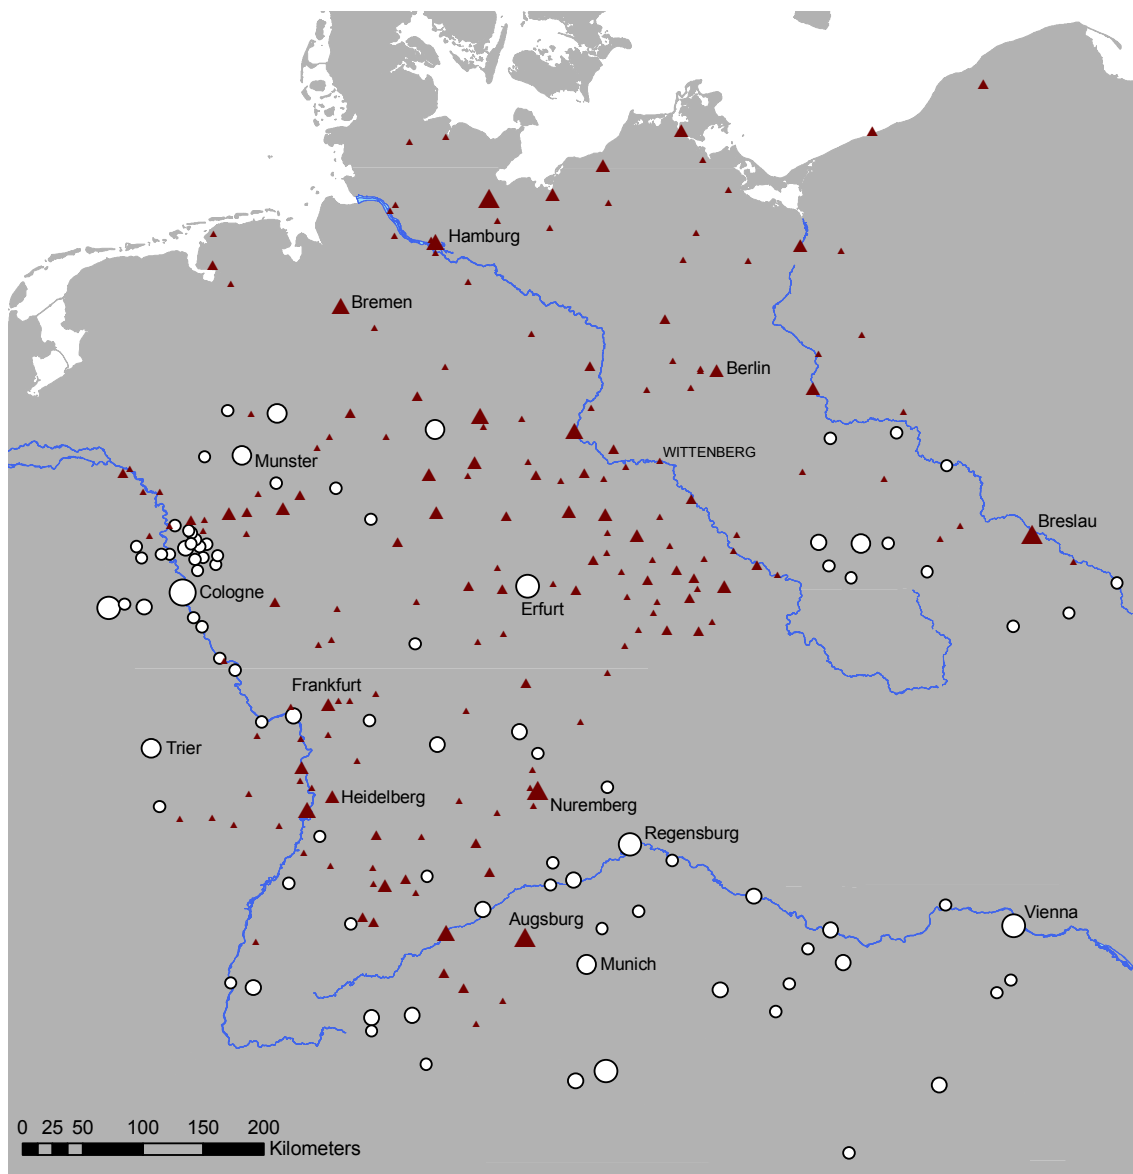 Hamburg
Bremen
Berlin
Munster
WITTENBERG
Breslau
Cologne
Erfurt
Frankfurt
Trier
Heidelberg
Nuremberg
Regensburg
Augsburg
Vienna
Munich
0 25 50 100 150 200
Kilometers